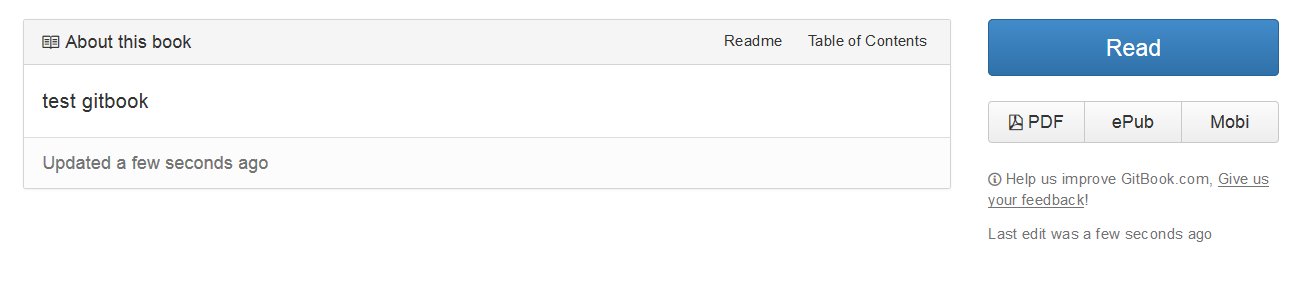 About this book
Readme
Table of Contents
test gitbook
Updated a few seconds ago
Read
PDF
ePub
Mobi
Help us improve GitBook.com, Give us
your feedback!
Last edit was a few seconds ago